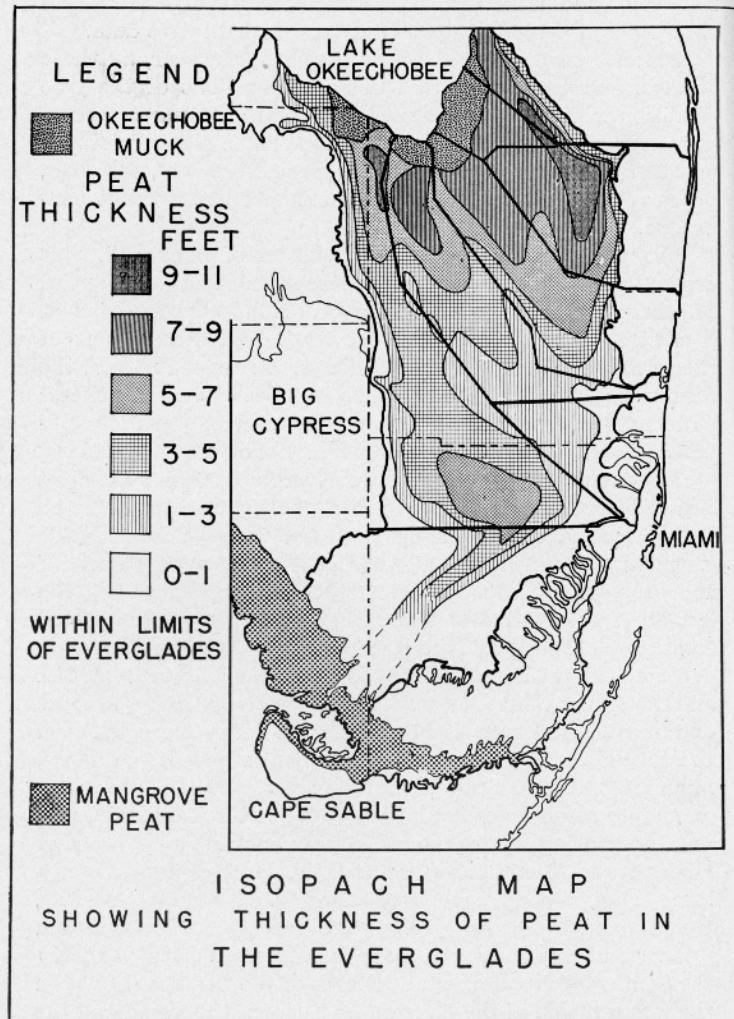 LEGEND
OKEECHOBEE
MUCK
PEAT
THICKNESS
FEET
9-11
7-9
5-7
3-5
1-3
0-1
WITHIN LIMITS
OF EVERGLADES
MANGROVE
PEAT
LAKE
OKEECHOBEE
BIG
CYPRESS
MIAMI
CAPE SABLE
ISOPACH MAP
SHOWING THICKNESS OF PEAT IN
THE EVERGLADES